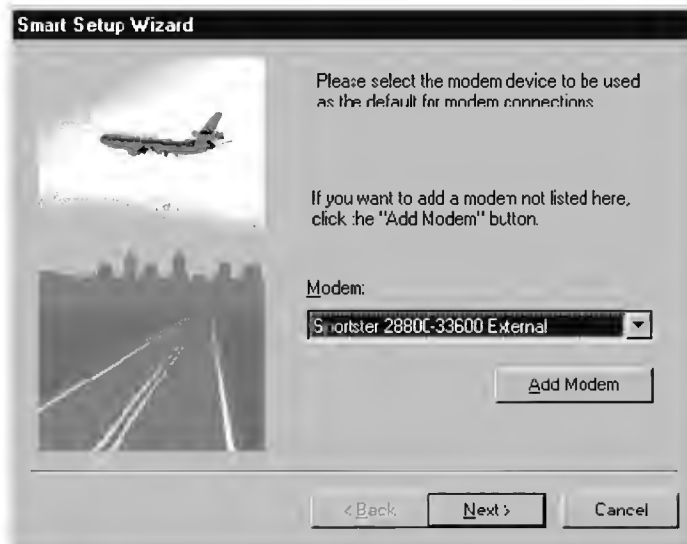 Smart Setup Wizard
Please select the modem device to be used
as the default for modem connections
If you want to add a modem not listed here,
click the "Add Modem" button.
Modem:
Sportster 28800-33600 External
Add Modem
< Back
Next >
Cancel